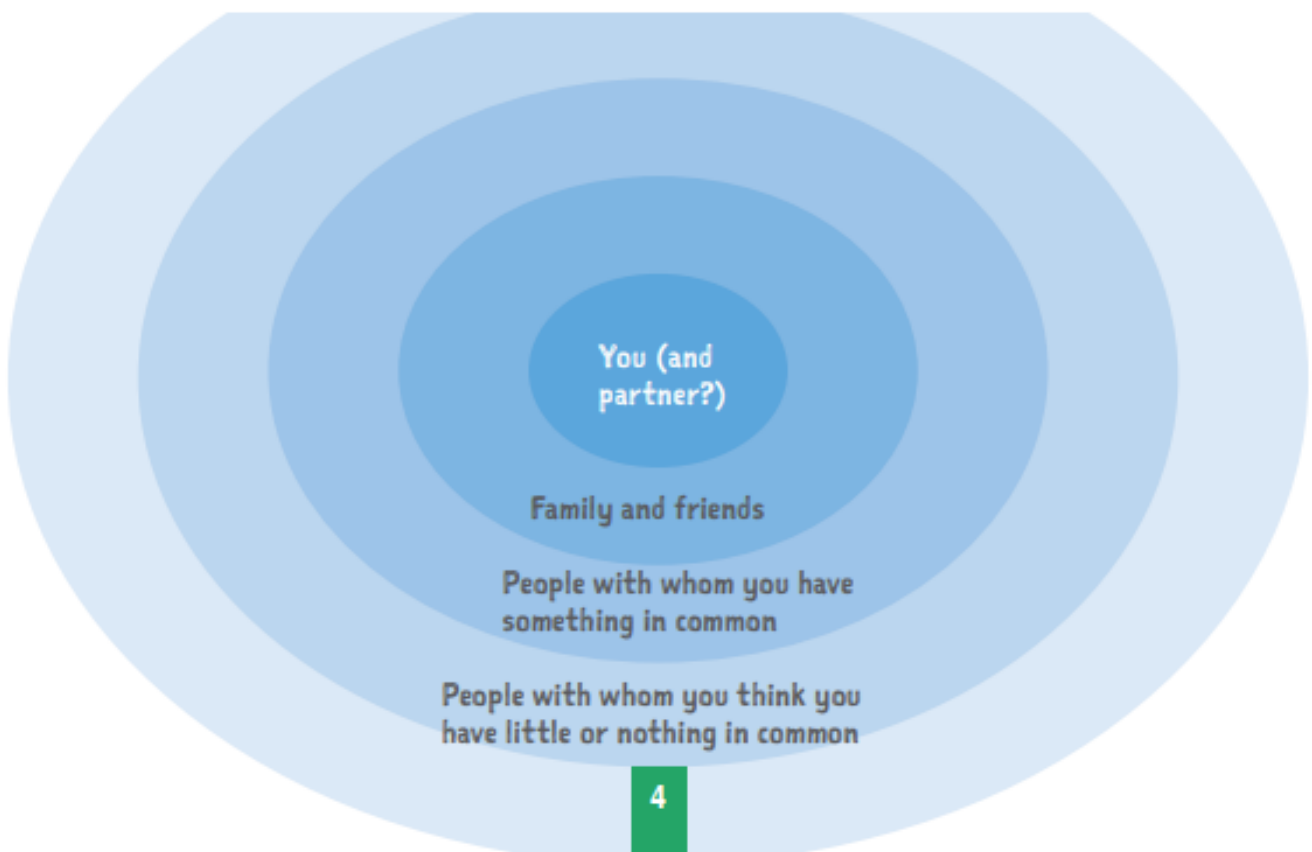 You (and
partner?)
Family and friends
People with whom you have
something in common
People with whom you think you
have little or nothing in common
4